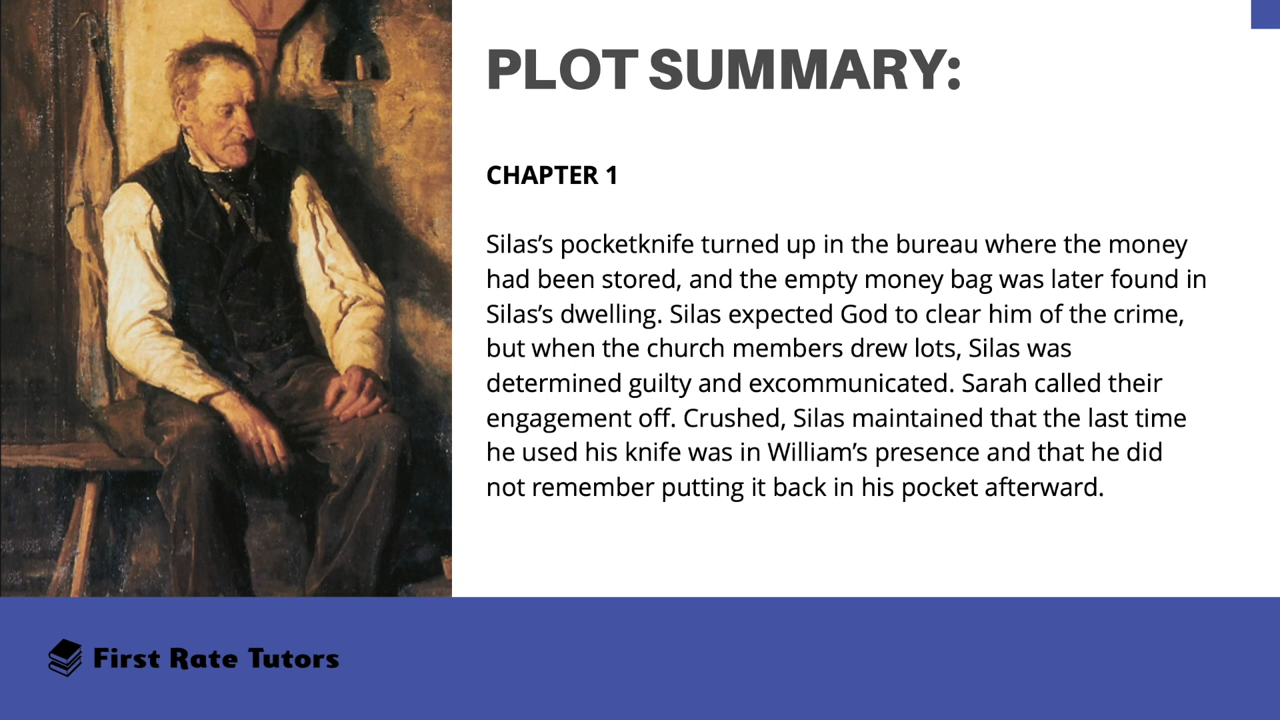 PLOT SUMMARY:
CHAPTER 1
Silas’s pocketknife turned up in the bureau where the money
had been stored, and the empty money bag was later found in
Silas’s dwelling. Silas expected God to clear him of the crime,
but when the church members drew lots, Silas was
determined guilty and excommunicated. Sarah called their
engagement off. Crushed, Silas maintained that the last time
he used his knife was in William’s presence and that he did
not remember putting it back in his pocket afterward.
First Rate Tutors